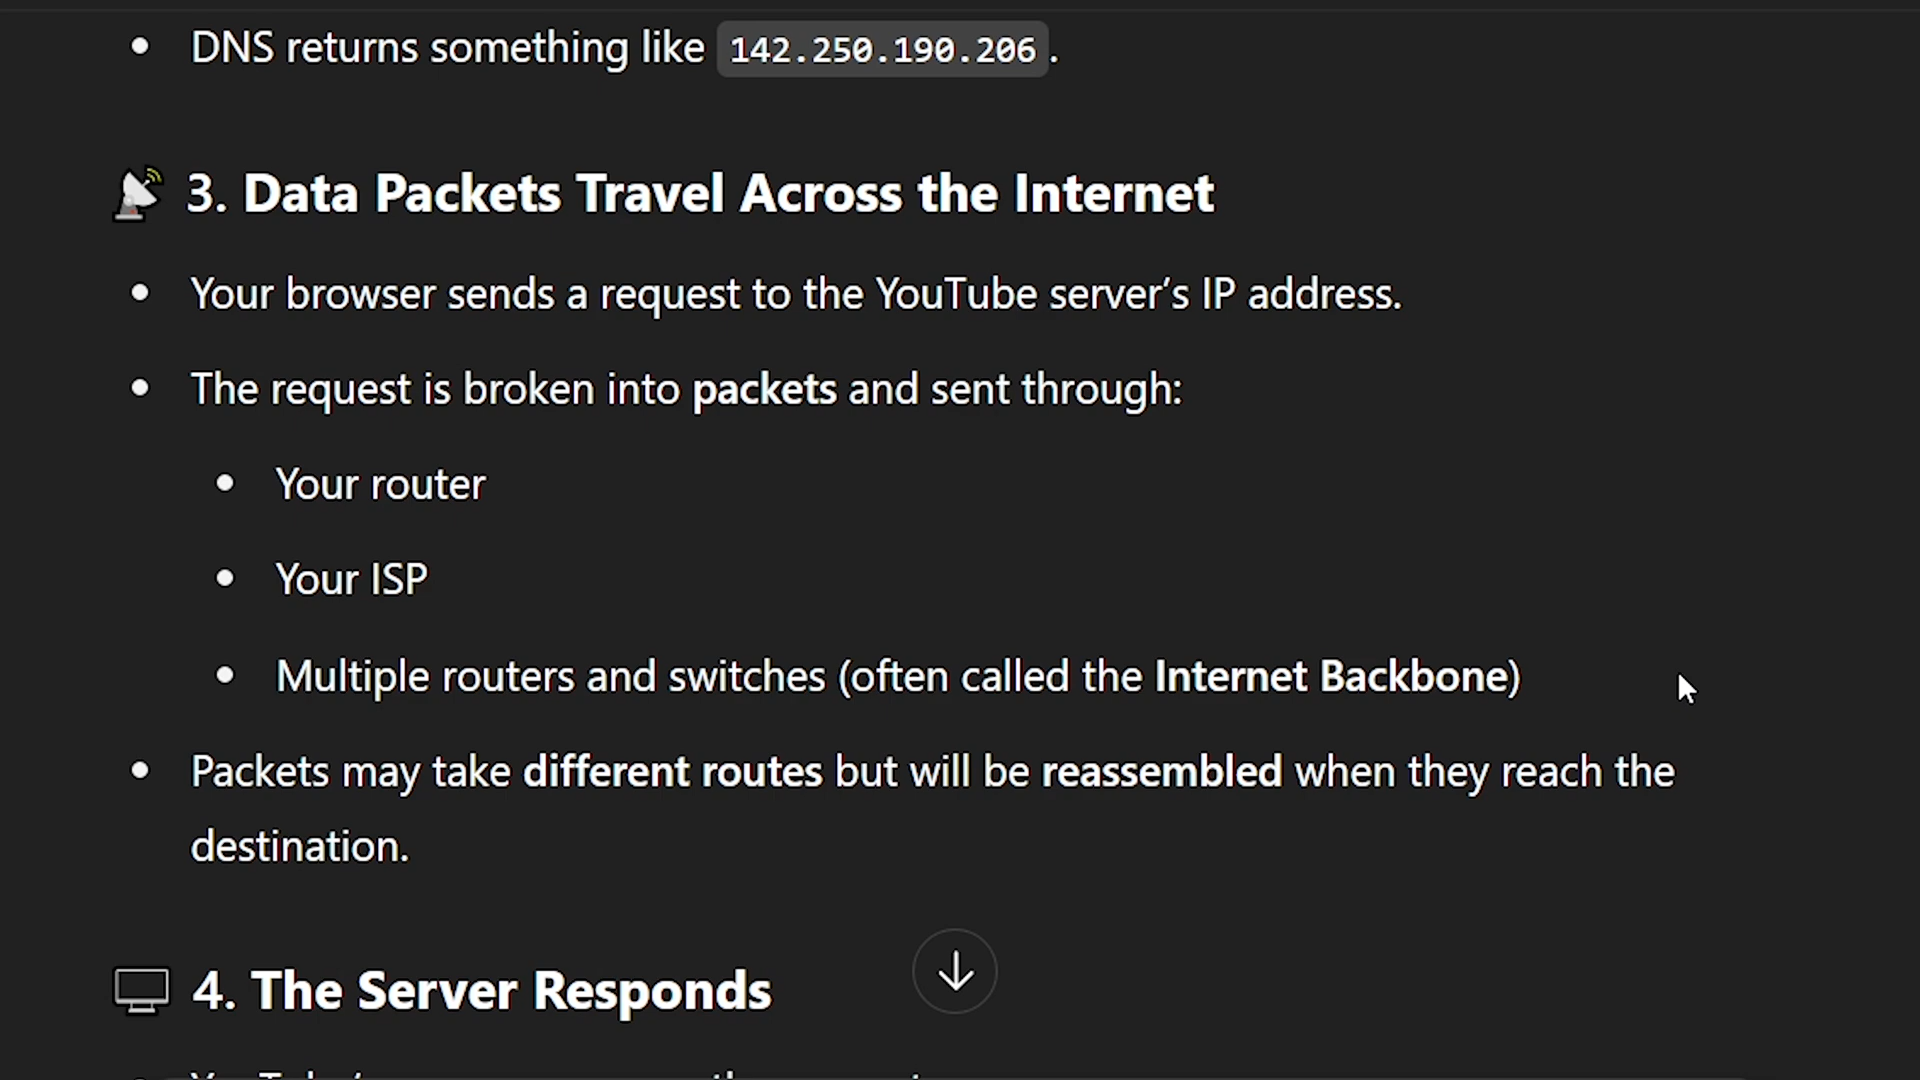 DNS returns something like 142.250.190.206.
3. Data Packets Travel Across the Internet
Your browser sends a request to the YouTube server’s IP address.
The request is broken into packets and sent through:
Your router
Your ISP
Multiple routers and switches (often called the Internet Backbone)
Packets may take different routes but will be reassembled when they reach the
destination.
4. The Server Responds